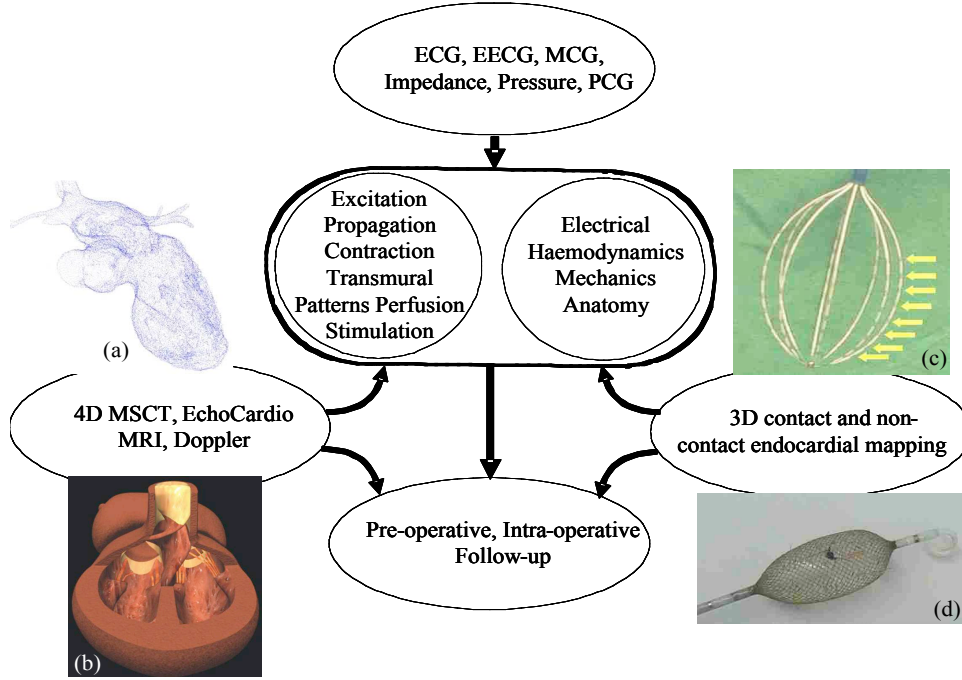 ECG, EECG, MCG,
Impedance, Pressure, PCG
Excitation
Propagation
Contraction
Transmural
Patterns Perfusion
Stimulation
Electrical
Haemodynamics
Mechanics
Anatomy
(a)
(c)
4D MSCT, EchoCardio
MRI, Doppler
3D contact and non-
contact endocardial mapping
Pre-operative, Intra-operative
Follow-up
(b)
(d)